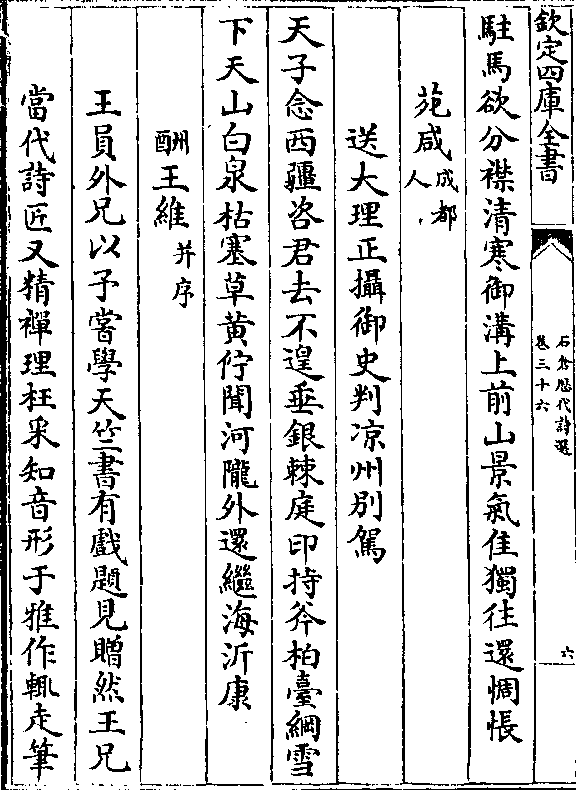 欽定四庫全書
石倉歷代詩選
卷三十六
六
駐馬欲分襟清寒御溝上前山景氣佳獨往還惆悵
苑咸成都人
送大理正攝御史判凉州别駕
天子念西疆咨君去不遑垂銀棘庭印持斧柏臺綱雪
下天山白泉枯塞草黄佇聞河隴外還繼海沂康
酬王維并序
王員外兄以予嘗學天竺書有戲題見贈然王兄
當代詩匠又精禪理枉采知音形于雅作輒走筆